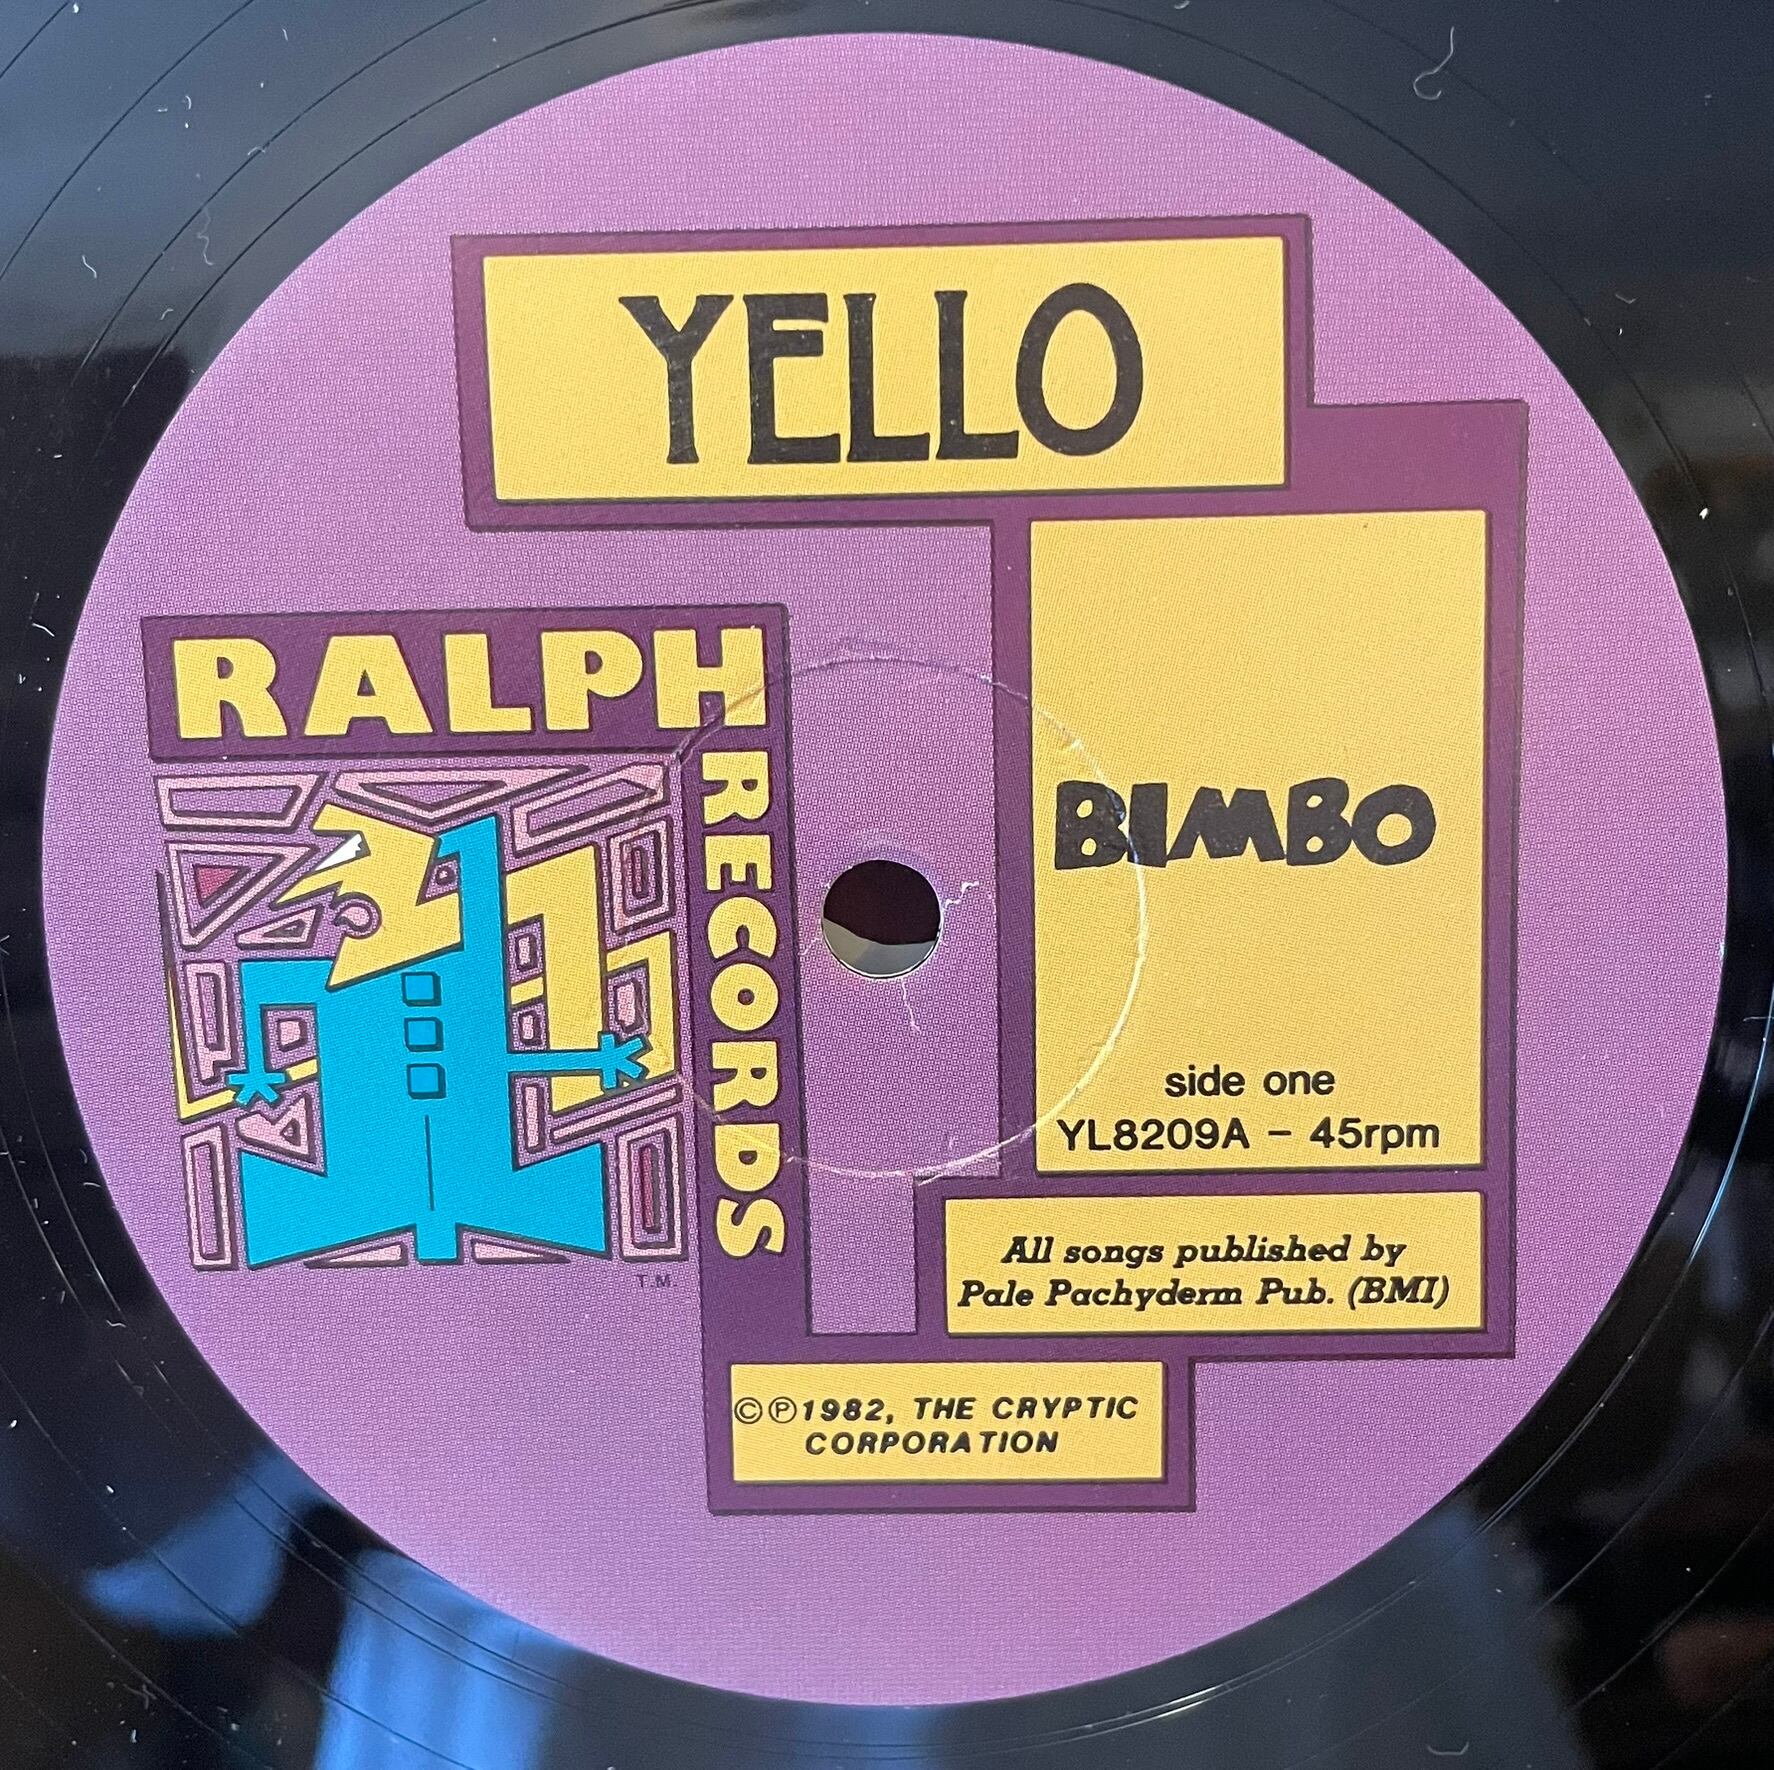 YELLO
RALPH
RECORDS
T.M.
BIMBO
side one
YL8209A – 45rpm
All songs published by
Pale Pachyderm Pub. (BMI)
©℗1982, THE CRYPTIC
CORPORATION